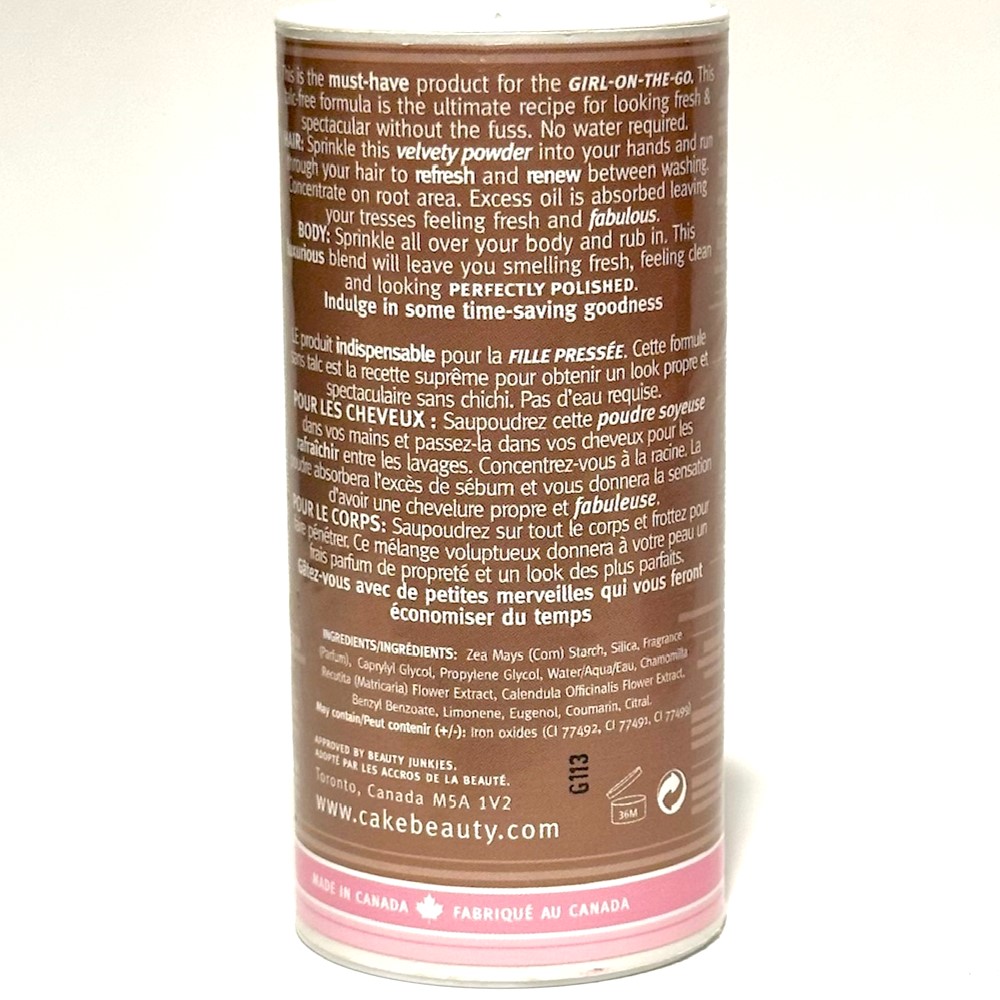 This is the must-have product for the GIRL-ON-THE-GO. This
talc-free formula is the ultimate recipe for looking fresh &
spectacular without the fuss. No water required.
HAIR: Sprinkle this velvety powder into your hands and run
through your hair to refresh and renew between washing.
Concentrate on root area. Excess oil is absorbed leaving
your tresses feeling fresh and fabulous.
BODY: Sprinkle all over your body and rub in. This
luxurious blend will leave you smelling fresh, feeling clean
and looking PERFECTLY POLISHED.
Indulge in some time-saving goodness
LE produit indispensable pour la FILLE PRESSÉE. Cette formule
sans talc est la recette suprême pour obtenir un look propre et
spectaculaire sans chichi. Pas d'eau requise.
POUR LES CHEVEUX : Saupoudrez cette poudre soyeuse
dans vos mains et passez-la dans vos cheveux pour les
rafraîchir entre les lavages. Concentrez-vous à la racine. La
poudre absorbera l'excès de sébum et vous donnera la sensation
d'avoir une chevelure propre et fabuleuse.
POUR LE CORPS: Saupoudrez sur tout le corps et frottez pour
faire pénétrer. Ce mélange voluptueux donnera à votre peau un
frais parfum de propreté et un look des plus parfaits.
Gâtez-vous avec de petites merveilles qui vous feront
économiser du temps
INGREDIENTS/INGRÉDIENTS: Zea Mays (Corn) Starch, Silica, Fragrance
(Parfum), Caprylyl Glycol, Propylene Glycol, Water/Aqua/Eau, Chamomilla
Recutita (Matricaria) Flower Extract, Calendula Officinalis Flower Extract,
Benzyl Benzoate, Limonene, Eugenol, Coumarin, Citral.
May contain/Peut contenir (+/-): Iron oxides (CI 77492, CI 77491, CI 77499)
APPROVED BY BEAUTY JUNKIES.
ADOPTÉ PAR LES ACCROS DE LA BEAUTÉ.
Toronto, Canada M5A 1V2
www.cakebeauty.com
G113
36M
MADE IN CANADA FABRIQUÉ AU CANADA